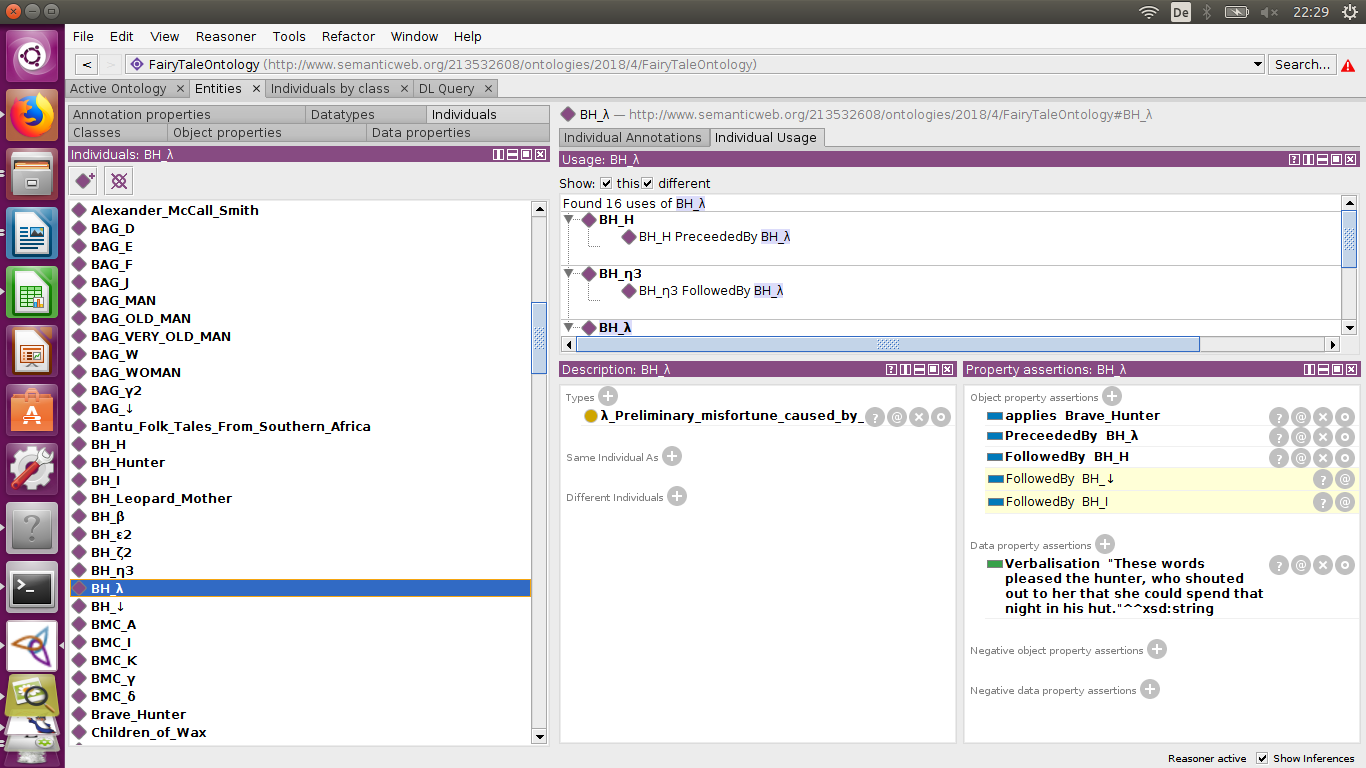 De
22:29
File Edit View Reasoner Tools Refactor Window Help
< > FairyTaleOntology (http://www.semanticweb.org/213532608/ontologies/2018/4/FairyTaleOntology) Search...
Active Ontology × Entities × Individuals by class × DL Query ×
Annotation properties Datatypes Individuals
Classes Object properties Data properties
Individuals: BH_λ
Alexander_McCall_Smith
BAG_D
BAG_E
BAG_F
BAG_J
BAG_MAN
BAG_OLD_MAN
BAG_VERY_OLD_MAN
BAG_W
BAG_WOMAN
BAG_γ2
BAG_↓
Bantu_Folk_Tales_From_Southern_Africa
BH_H
BH_Hunter
BH_I
BH_Leopard_Mother
BH_β
BH_ε2
BH_ζ2
BH_η3
BH_λ
BH_↓
BMC_A
BMC_I
BMC_K
BMC_γ
BMC_δ
Brave_Hunter
Children_of_Wax
BH_λ — http://www.semanticweb.org/213532608/ontologies/2018/4/FairyTaleOntology#BH_λ
Individual Annotations Individual Usage
Usage: BH_λ
Show: this different
Found 16 uses of BH_λ
BH_H
BH_H PreceededBy BH_λ
BH_η3
BH_η3 FollowedBy BH_λ
BH_λ
Description: BH_λ
Types
λ_Preliminary_misfortune_caused_by_
Same Individual As
Different Individuals
Property assertions: BH_λ
Object property assertions
applies Brave_Hunter
PreceededBy BH_λ
FollowedBy BH_H
FollowedBy BH_↓
FollowedBy BH_I
Data property assertions
Verbalisation "These words
pleased the hunter, who shouted
out to her that she could spend that
night in his hut."^^xsd:string
Negative object property assertions
Negative data property assertions
Reasoner active Show Inferences